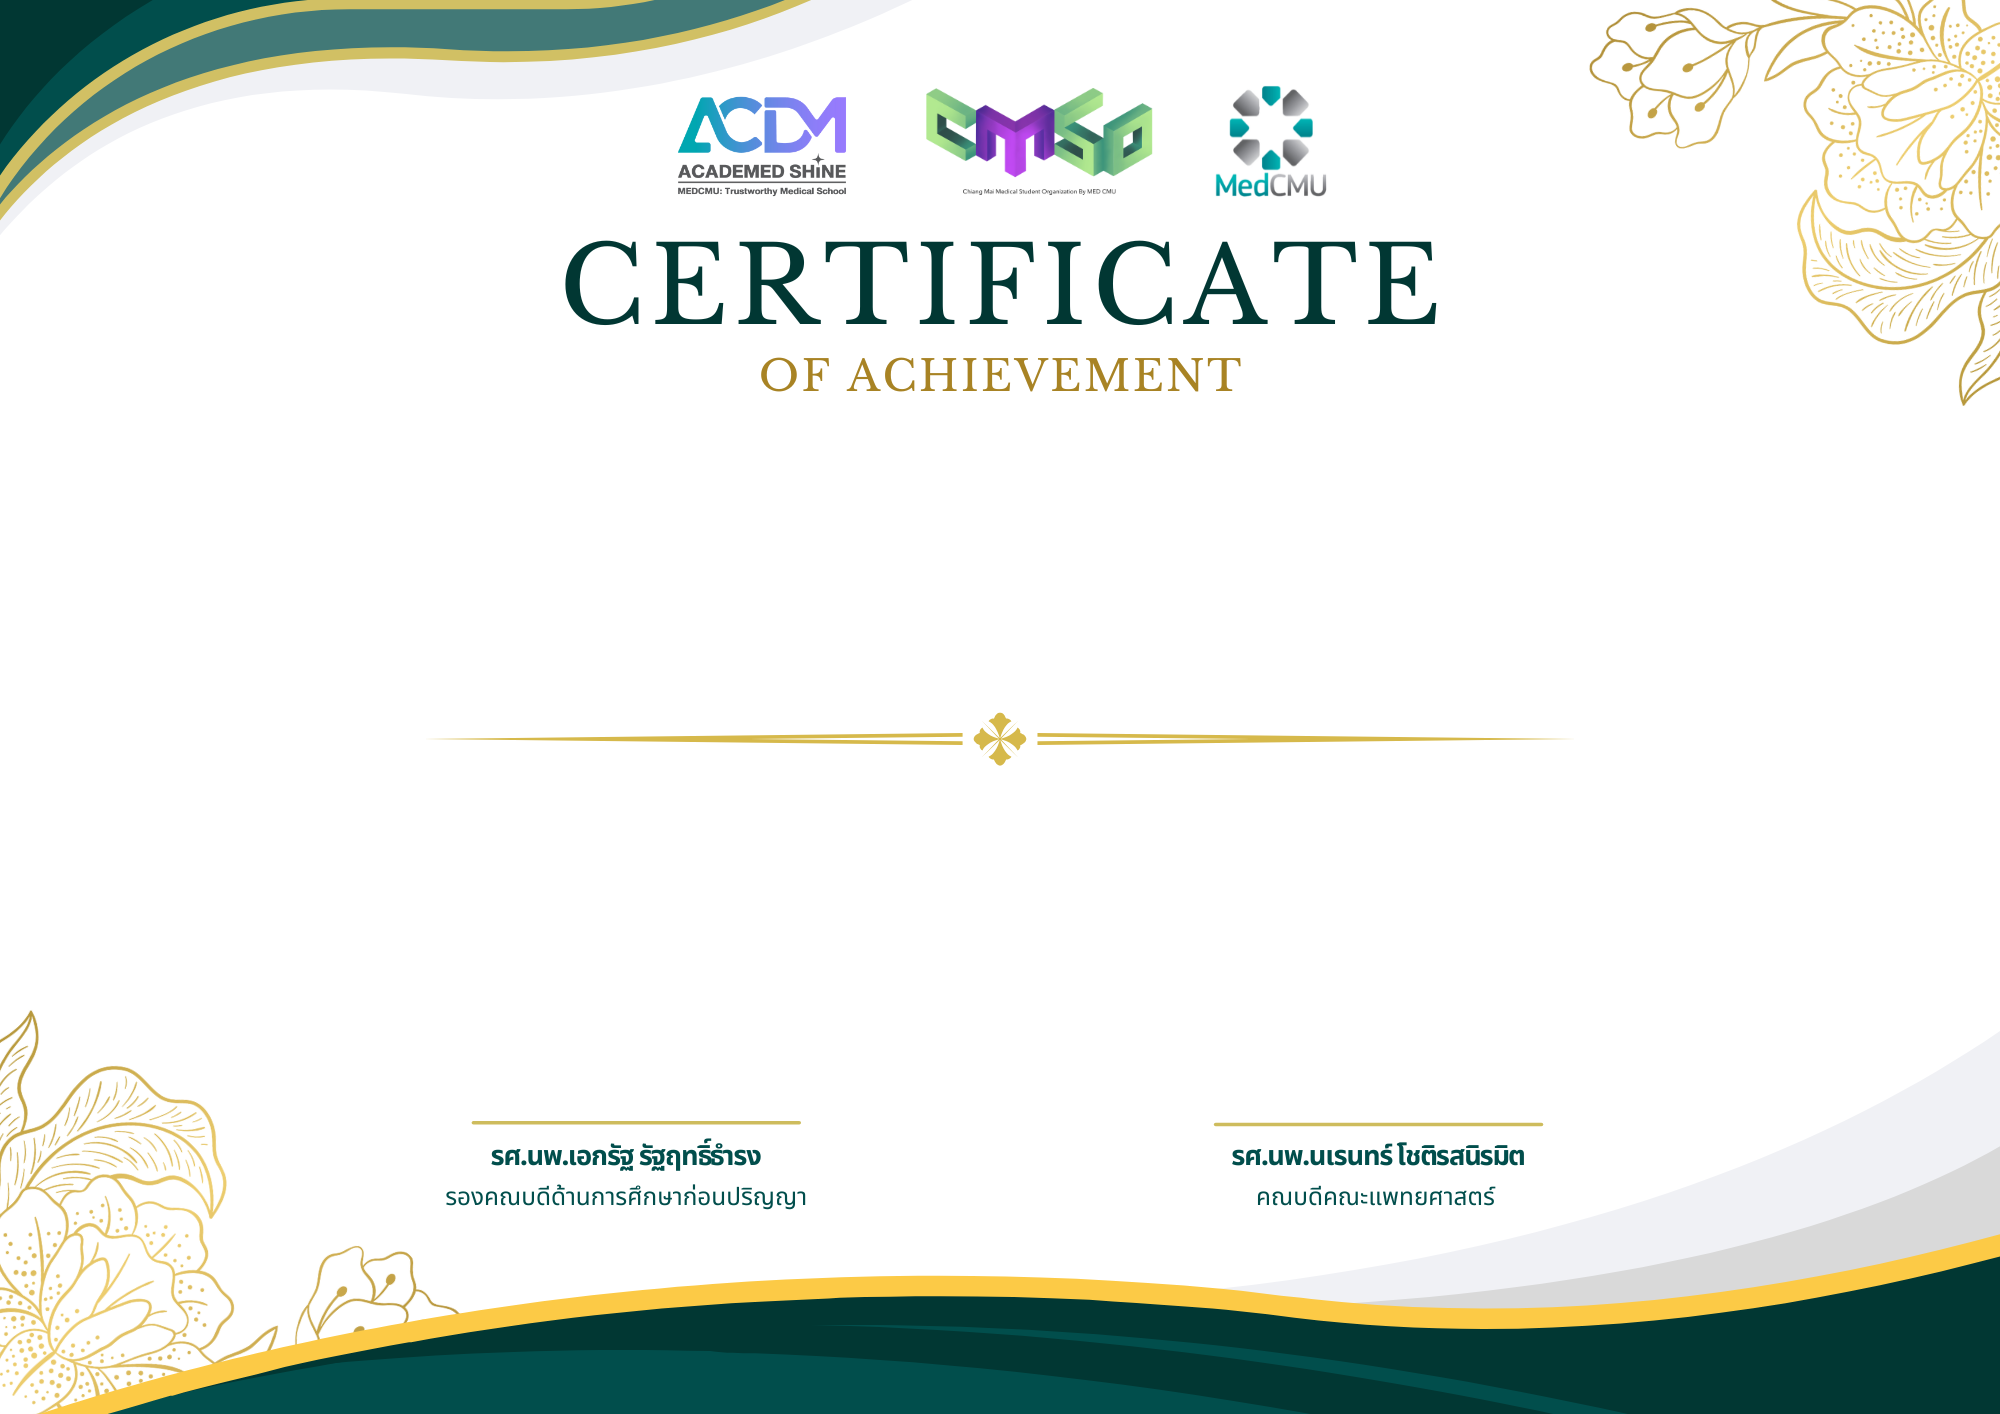 ACDM
ACADEMED SHiNE
MEDCMU: Trustworthy Medical School
CMSO
Chiang Mai Medical Student Organization By MED CMU
MedCMU
CERTIFICATE
OF ACHIEVEMENT
รศ.นพ.เอกรัฐ รัฐฤทธิ์ธำรง
รองคณบดีด้านการศึกษาก่อนปริญญา
รศ.นพ.นเรนทร์ โชติรสนิรมิต
คณบดีคณะแพทยศาสตร์